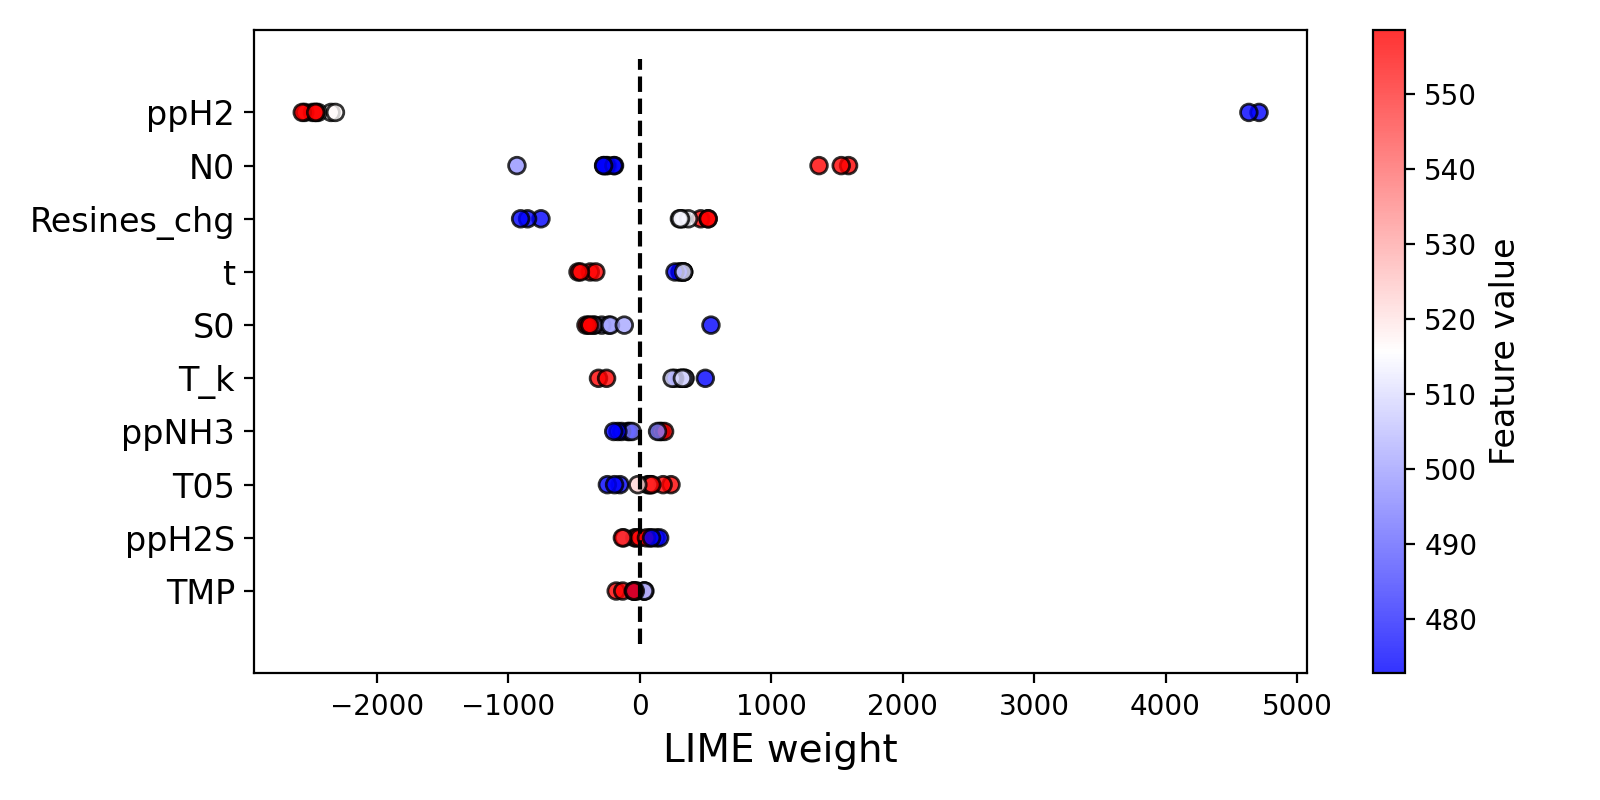 ppH2
N0
Resines_chg
t
S0
T_k
ppNH3
T05
ppH2S
TMP
−2000 −1000 0 1000 2000 3000 4000 5000
LIME weight
550
540
530
520
510
500
490
480
Feature value